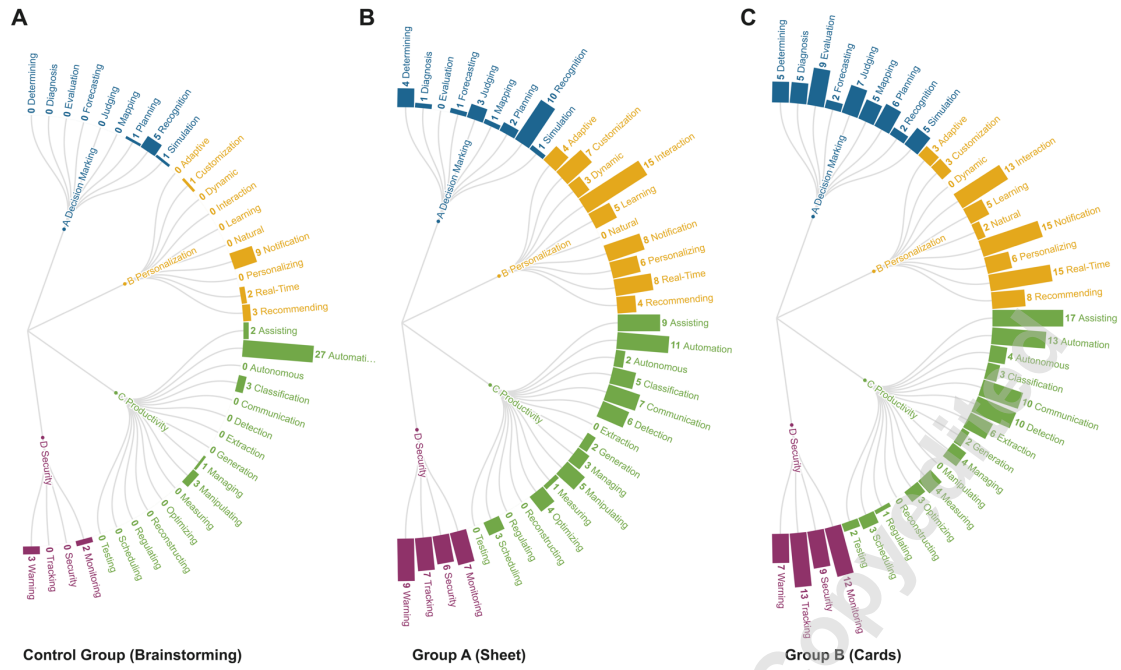 A
0 Determining
0 Diagnosis
0 Evaluation
0 Forecasting
0 Judging
0 Mapping
1 Planning
5 Recognition
1 Simulation
A Decision Marking
0 Adaptive
1 Customization
0 Dynamic
0 Interaction
0 Learning
0 Natural
9 Notification
0 Personalizing
2 Real-Time
3 Recommending
B Personalization
2 Assisting
27 Automati...
0 Autonomous
3 Classification
0 Communication
0 Detection
0 Extraction
0 Generation
1 Managing
3 Manipulating
0 Measuring
0 Optimizing
0 Reconstructing
0 Regulating
0 Scheduling
0 Testing
C Productivity
2 Monitoring
0 Security
0 Tracking
3 Warning
D Security
Control Group (Brainstorming)
B
4 Determining
1 Diagnosis
0 Evaluation
1 Forecasting
3 Judging
1 Mapping
2 Planning
10 Recognition
1 Simulation
A Decision Marking
4 Adaptive
7 Customization
3 Dynamic
15 Interaction
5 Learning
0 Natural
8 Notification
6 Personalizing
8 Real-Time
4 Recommending
B Personalization
9 Assisting
11 Automation
2 Autonomous
5 Classification
7 Communication
6 Detection
0 Extraction
2 Generation
3 Managing
5 Manipulating
1 Measuring
4 Optimizing
0 Reconstructing
0 Regulating
3 Scheduling
0 Testing
C Productivity
7 Monitoring
6 Security
7 Tracking
9 Warning
D Security
Group A (Sheet)
C
5 Determining
5 Diagnosis
9 Evaluation
2 Forecasting
7 Judging
5 Mapping
6 Planning
2 Recognition
5 Simulation
A Decision Marking
3 Adaptive
3 Customization
0 Dynamic
13 Interaction
5 Learning
2 Natural
15 Notification
6 Personalizing
15 Real-Time
8 Recommending
B Personalization
17 Assisting
13 Automation
4 Autonomous
3 Classification
10 Communication
10 Detection
6 Extraction
2 Generation
4 Managing
0 Manipulating
4 Measuring
3 Optimizing
0 Reconstructing
1 Regulating
3 Scheduling
2 Testing
C Productivity
12 Monitoring
9 Security
13 Tracking
7 Warning
D Security
Group B (Cards)
Copyedited